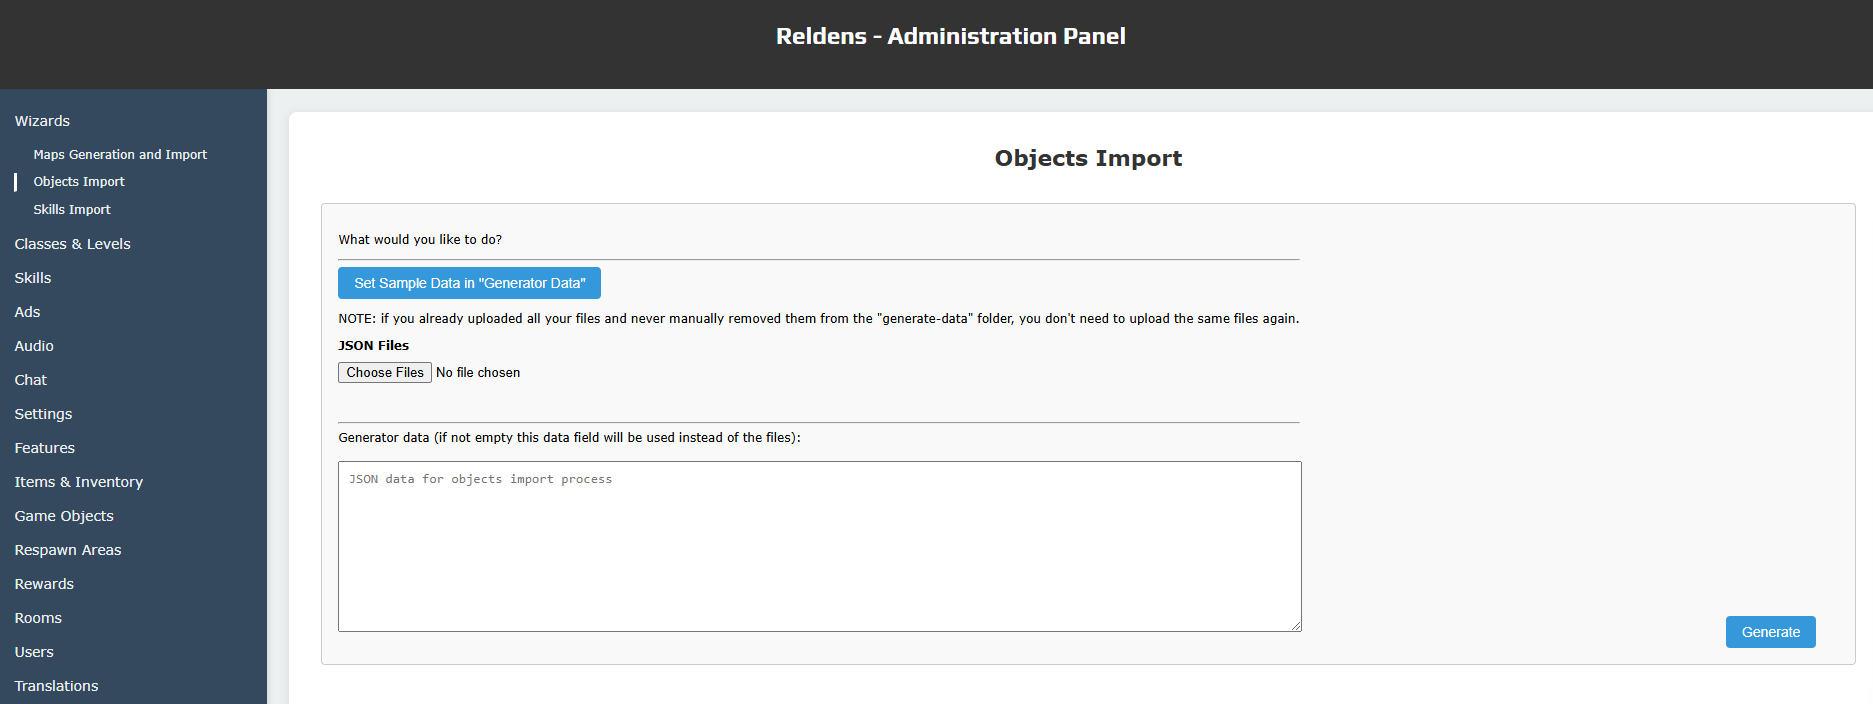 Reldens - Administration Panel
Wizards
Maps Generation and Import
Objects Import
Skills Import
Classes & Levels
Skills
Ads
Audio
Chat
Settings
Features
Items & Inventory
Game Objects
Respawn Areas
Rewards
Rooms
Users
Translations
Objects Import
What would you like to do?
Set Sample Data in "Generator Data"
NOTE: if you already uploaded all your files and never manually removed them from the "generate-data" folder, you don't need to upload the same files again.
JSON Files
Choose Files No file chosen
Generator data (if not empty this data field will be used instead of the files):
JSON data for objects import process
Generate